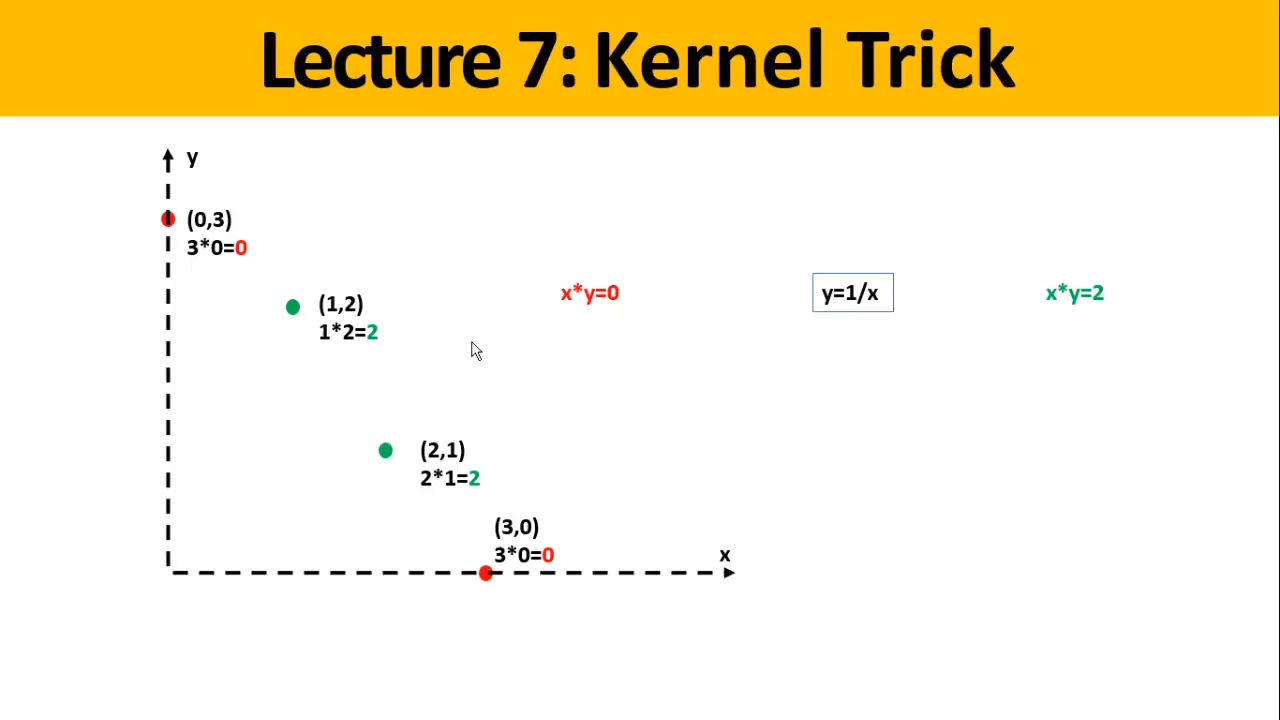 Lecture 7: Kernel Trick
y
(0,3)
3*0=0
(1,2)
1*2=2
x*y=0
y=1/x
x*y=2
(2,1)
2*1=2
(3,0)
3*0=0
x